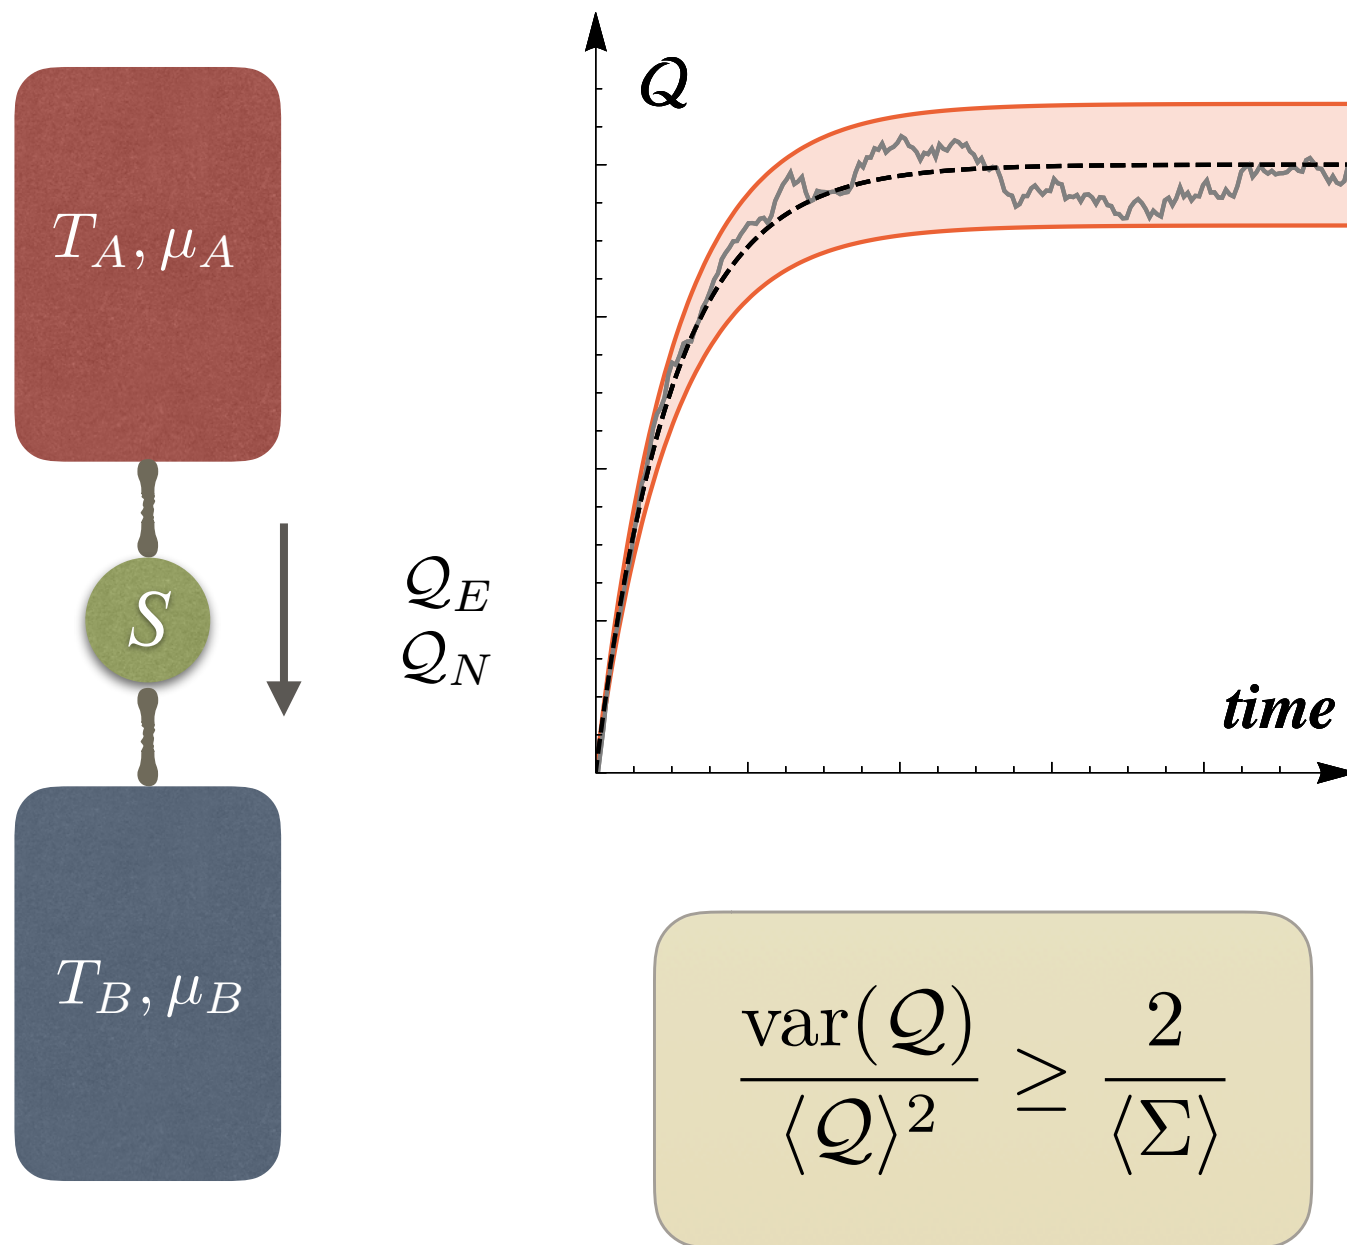 T_A, μ_A
S
T_B, μ_B
𝒬_E
𝒬_N
Q
time
var(𝒬)/⟨𝒬⟩² ≥ 2/⟨Σ⟩